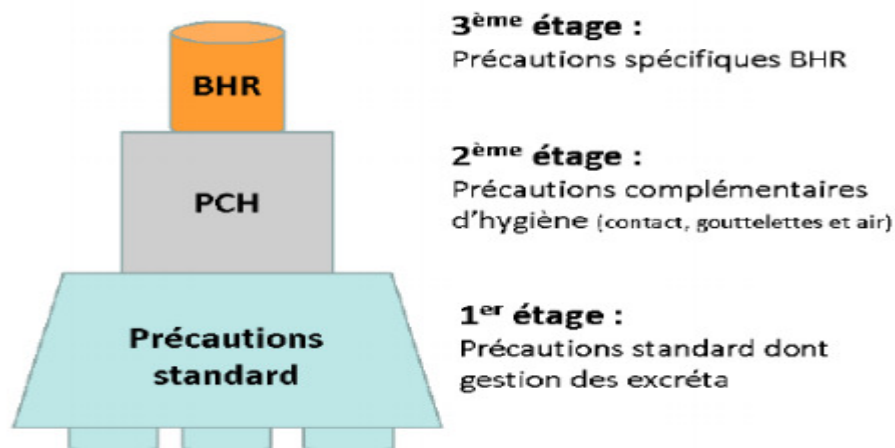 BHR
PCH
Précautions
standard
3ème étage :
Précautions spécifiques BHR
2ème étage :
Précautions complémentaires
d'hygiène (contact, gouttelettes et air)
1er étage :
Précautions standard dont
gestion des excréta